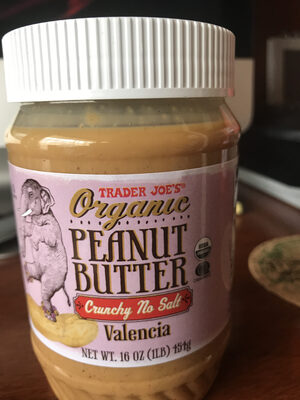 TRADER JOE'S®
Organic
PEANUT
BUTTER
Crunchy No Salt
Valencia
NET WT. 16 OZ (1LB) 454g